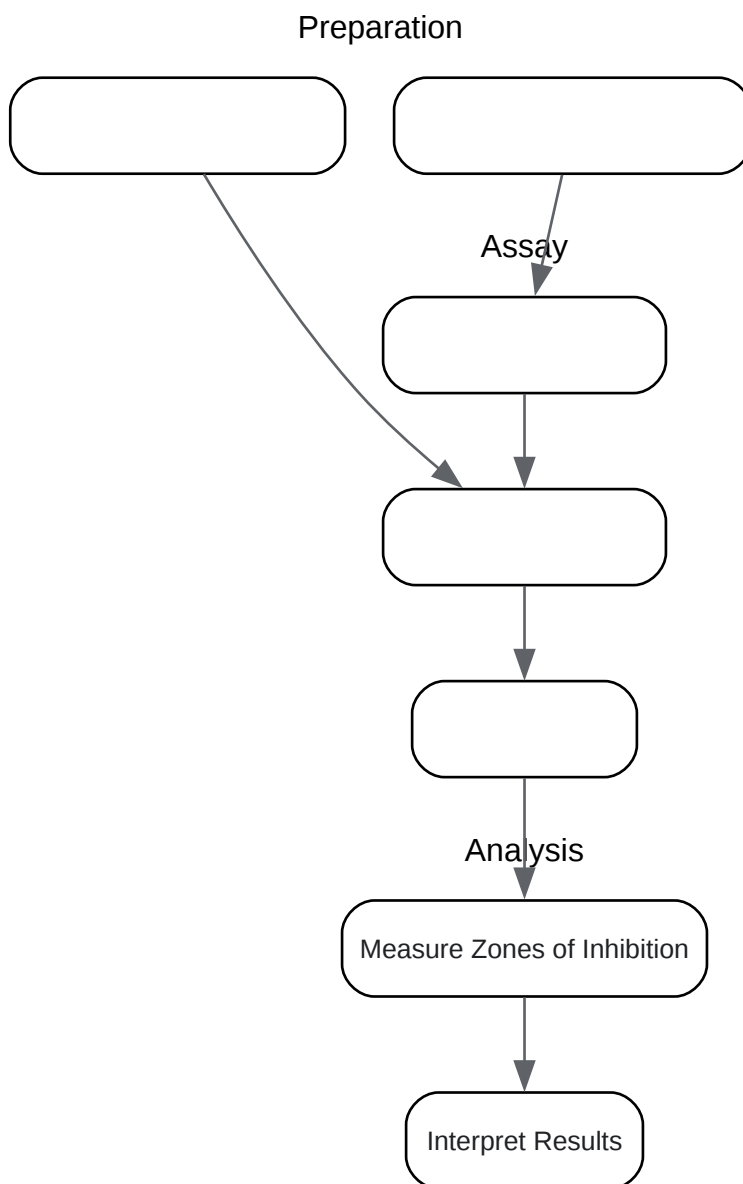 Preparation
Assay
Analysis
Measure Zones of Inhibition
Interpret Results